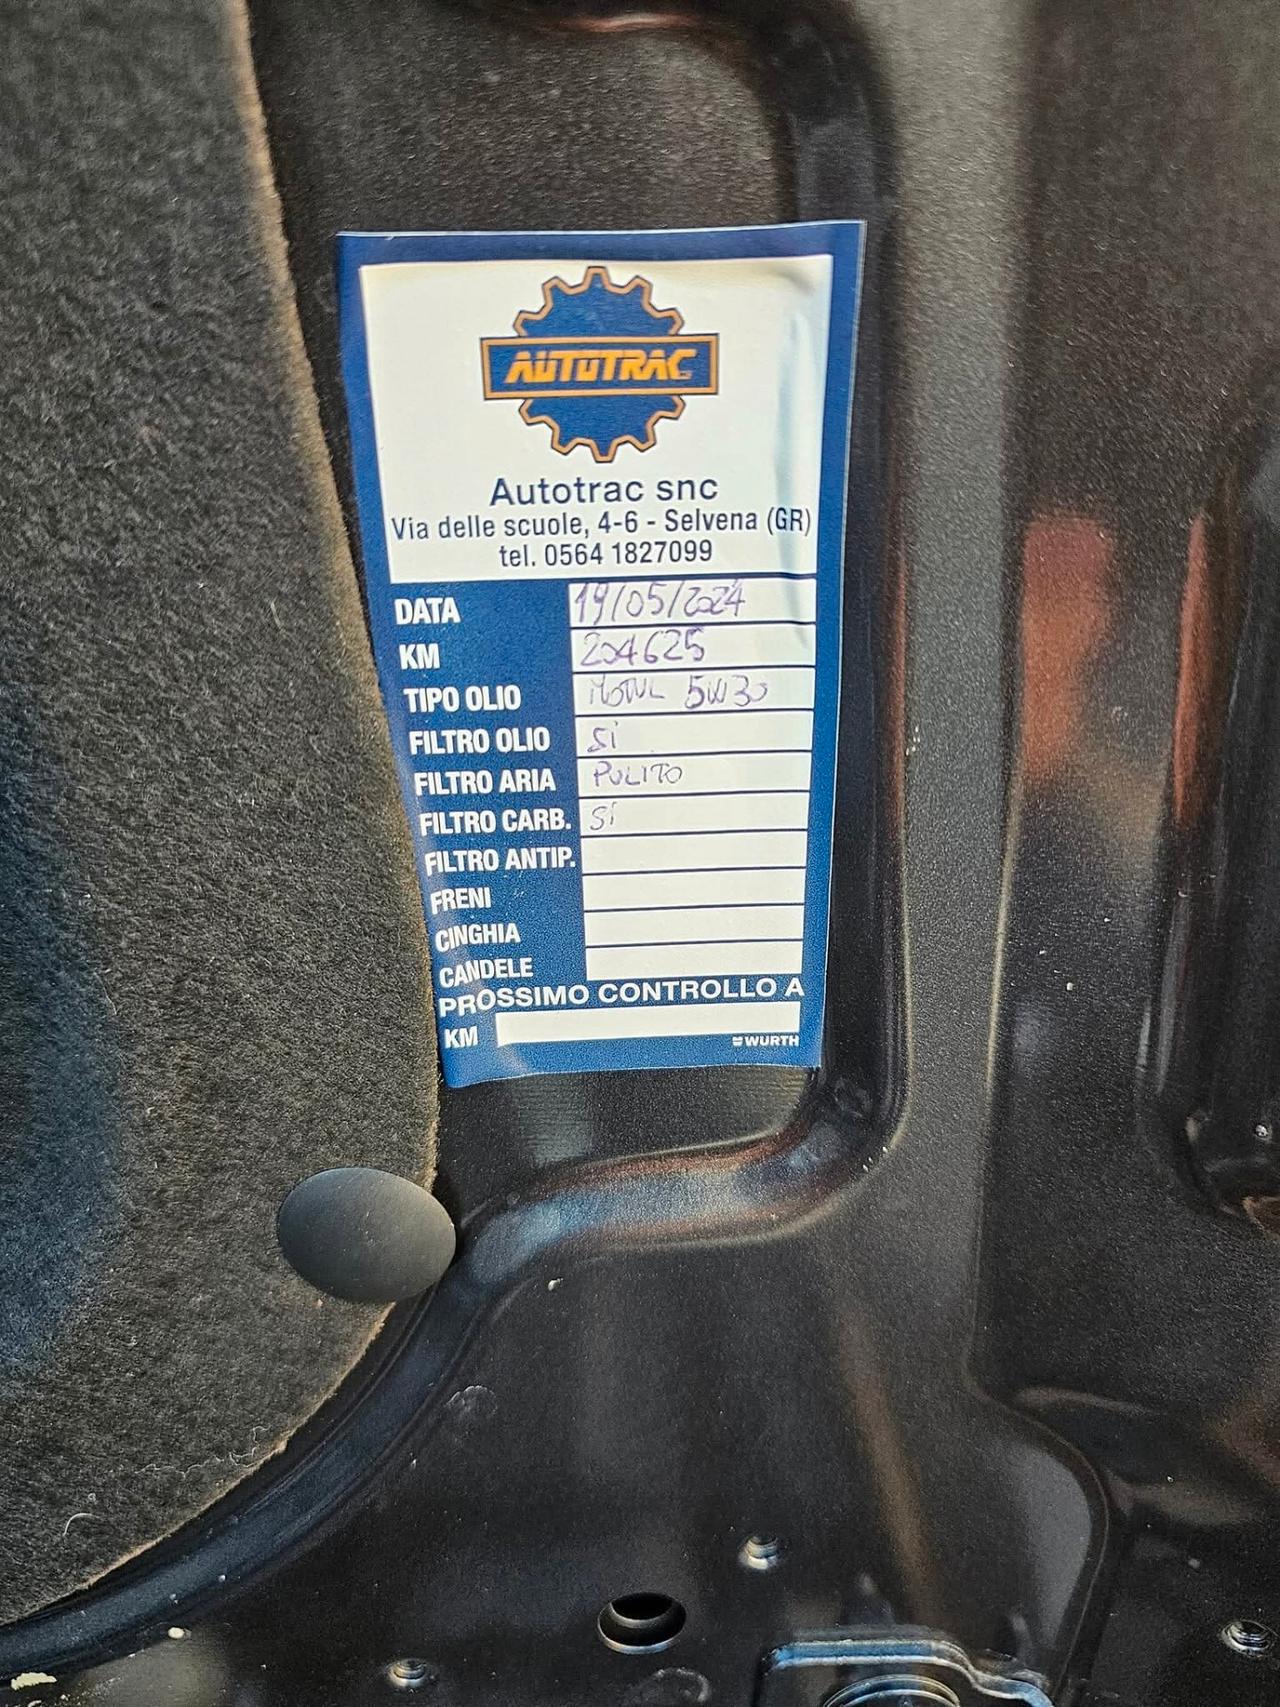 AUTOTRAC
Autotrac snc
Via delle scuole, 4-6 - Selvena (GR)
tel. 0564 1827099
DATA 19/05/2024
KM 204625
TIPO OLIO MOTUL 5W30
FILTRO OLIO Si
FILTRO ARIA PULITO
FILTRO CARB. Si
FILTRO ANTIP.
FRENI
CINGHIA
CANDELE
PROSSIMO CONTROLLO A
KM
WURTH